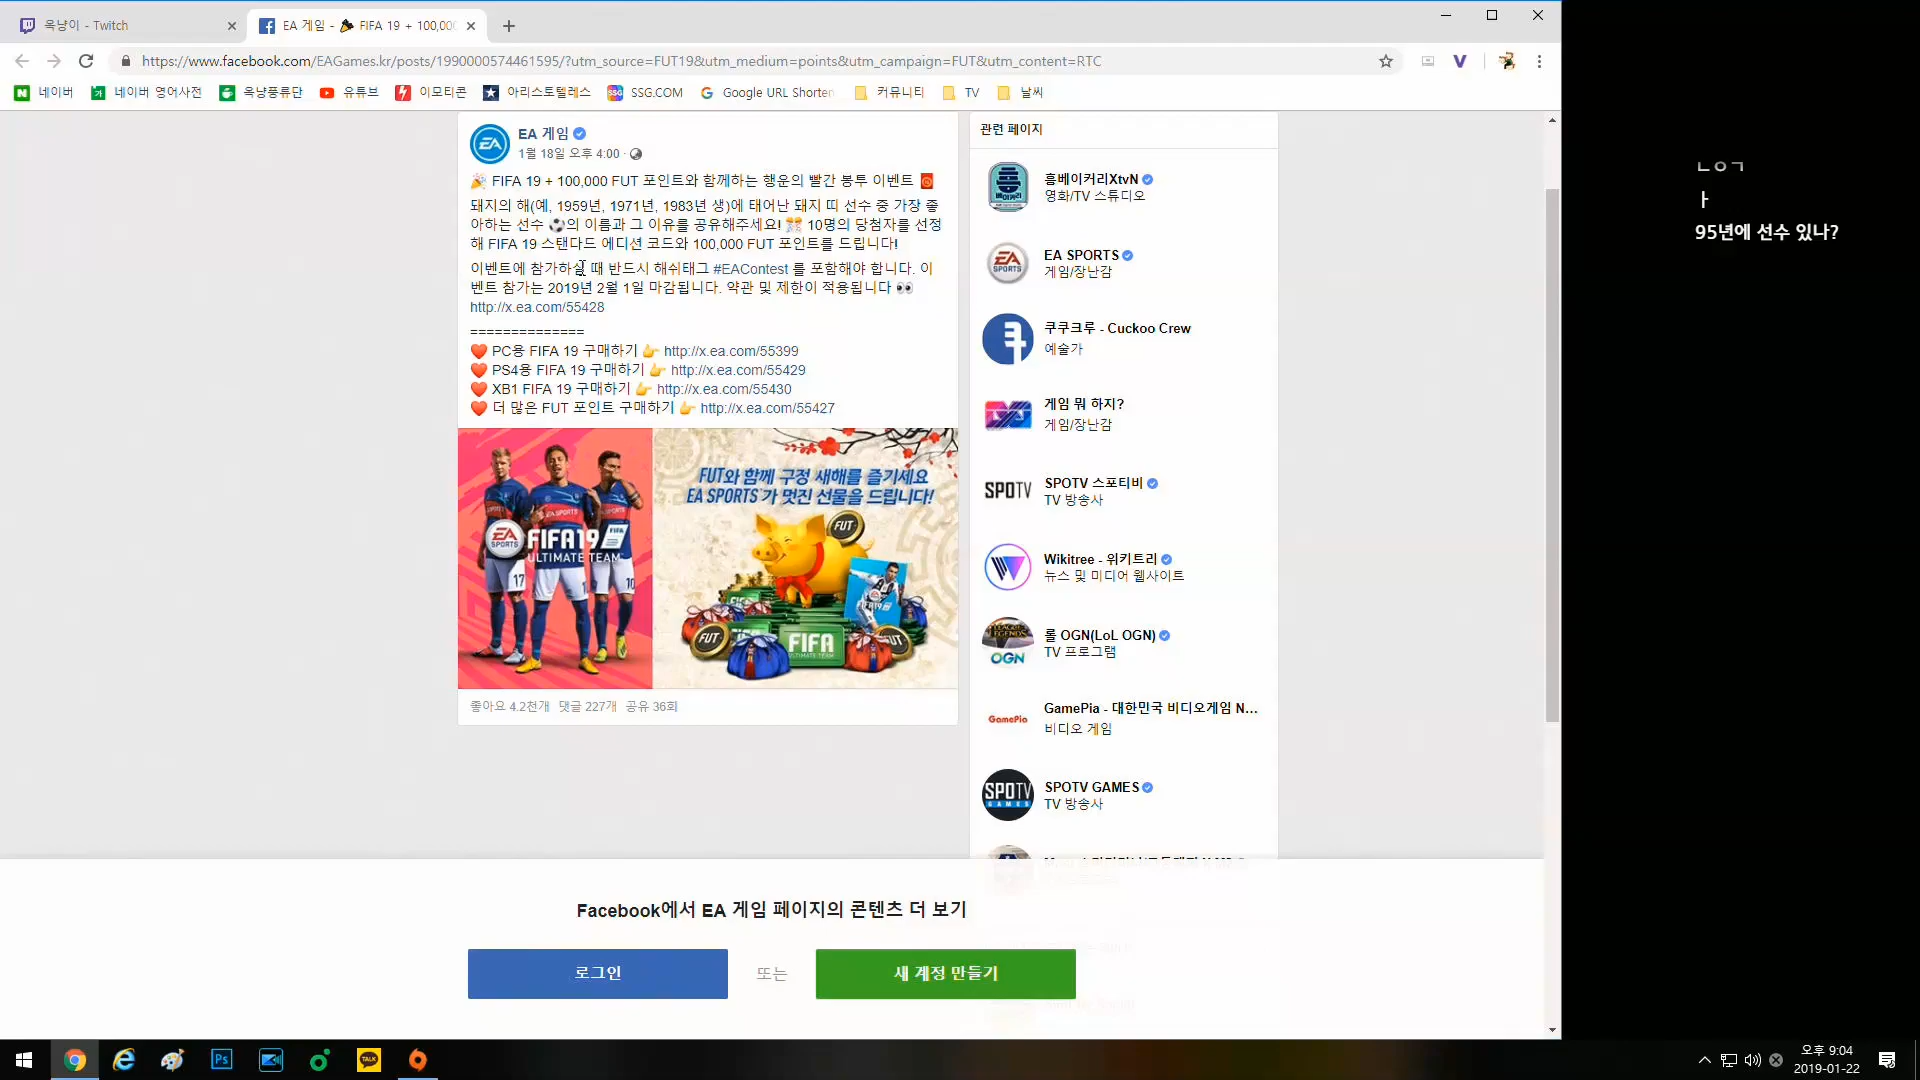 옥냥이 - Twitch
EA 게임 - 🎉 FIFA 19 + 100,000
https://www.facebook.com/EAGames.kr/posts/1990000574461595/?utm_source=FUT19&utm_medium=points&utm_campaign=FUT&utm_content=RTC
네이버
네이버 영어사전
옥냥풍류단
유튜브
이모티콘
아리스토텔레스
SSG.COM
Google URL Shorten
커뮤니티
TV
날씨
EA 게임
1월 18일 오후 4:00 ·
🎉 FIFA 19 + 100,000 FUT 포인트와 함께하는 행운의 빨간 봉투 이벤트 🧧
돼지의 해(예, 1959년, 1971년, 1983년 생)에 태어난 돼지 띠 선수 중 가장 좋
아하는 선수 ⚽의 이름과 그 이유를 공유해주세요! 🎊 10명의 당첨자를 선정
해 FIFA 19 스탠다드 에디션 코드와 100,000 FUT 포인트를 드립니다!
이벤트에 참가하실 때 반드시 해쉬태그 #EAContest 를 포함해야 합니다. 이
벤트 참가는 2019년 2월 1일 마감됩니다. 약관 및 제한이 적용됩니다 👀
http://x.ea.com/55428
==============
❤️ PC용 FIFA 19 구매하기 👉 http://x.ea.com/55399
❤️ PS4용 FIFA 19 구매하기 👉 http://x.ea.com/55429
❤️ XB1 FIFA 19 구매하기 👉 http://x.ea.com/55430
❤️ 더 많은 FUT 포인트 구매하기 👉 http://x.ea.com/55427
FUT와 함께 구정 새해를 즐기세요
EA SPORTS™가 멋진 선물을 드립니다!
EA SPORTS
FIFA 19
ULTIMATE TEAM
17
10
FUT
FIFA 19
FUT
FIFA
ULTIMATE TEAM
FUT
좋아요 4.2천개 댓글 227개 공유 36회
관련 페이지
흥베이커리XtvN
영화/TV 스튜디오
EA SPORTS
게임/장난감
쿠쿠크루 - Cuckoo Crew
예술가
게임 뭐 하지?
게임/장난감
SPOTV
SPOTV 스포티비
TV 방송사
Wikitree - 위키트리
뉴스 및 미디어 웹사이트
OGN
롤 OGN(LoL OGN)
TV 프로그램
GamePia
GamePia - 대한민국 비디오게임 N...
비디오 게임
SPOTV GAMES
SPOTV GAMES
TV 방송사
Facebook에서 EA 게임 페이지의 콘텐츠 더 보기
로그인
또는
새 계정 만들기
ㄴㅇㄱ
ㅏ
95년에 선수 있나?
Ps
TALK
오후 9:04
2019-01-22